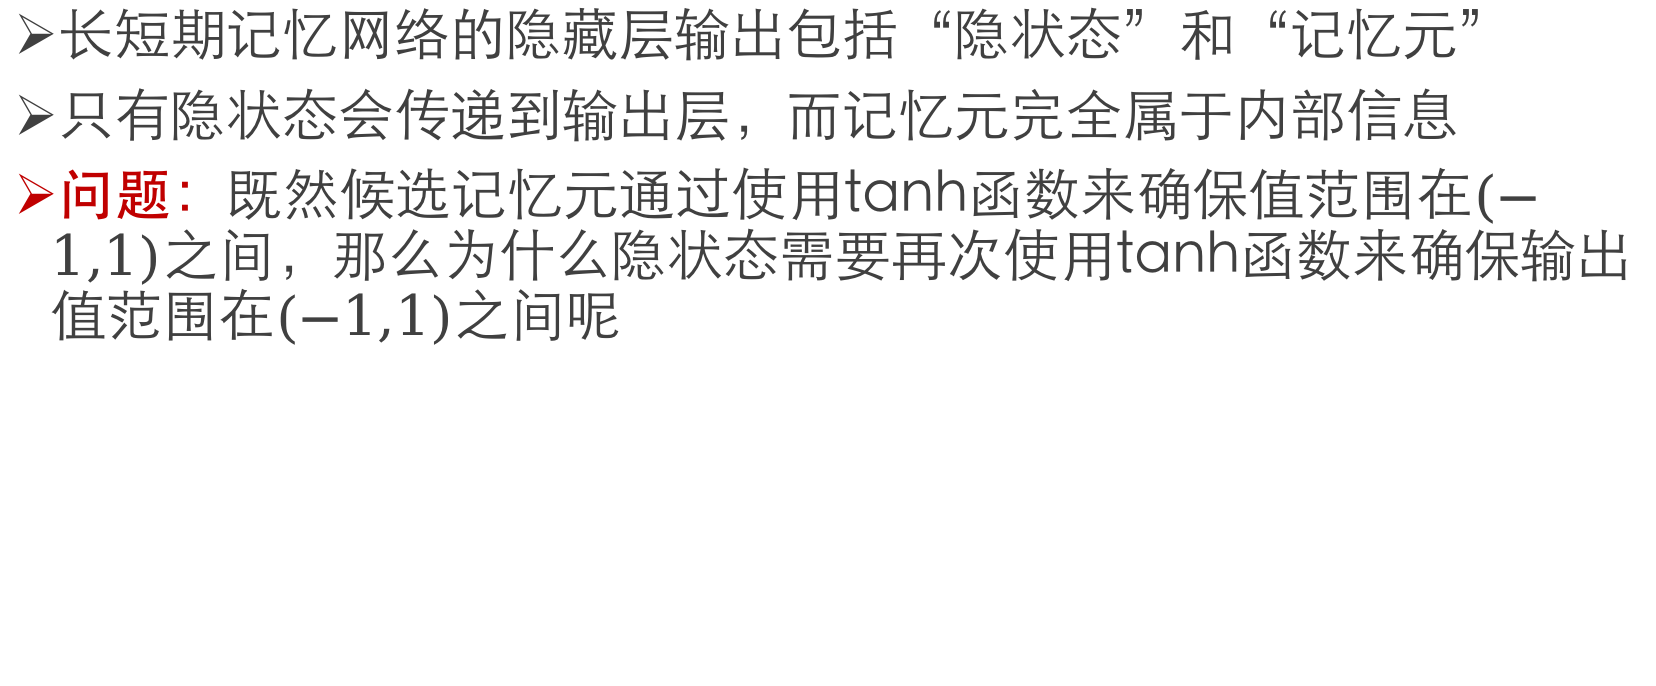 ➢长短期记忆网络的隐藏层输出包括“隐状态”和“记忆元”
➢只有隐状态会传递到输出层，而记忆元完全属于内部信息
➢问题：既然候选记忆元通过使用tanh函数来确保值范围在(−
1,1)之间，那么为什么隐状态需要再次使用tanh函数来确保输出
值范围在(−1,1)之间呢